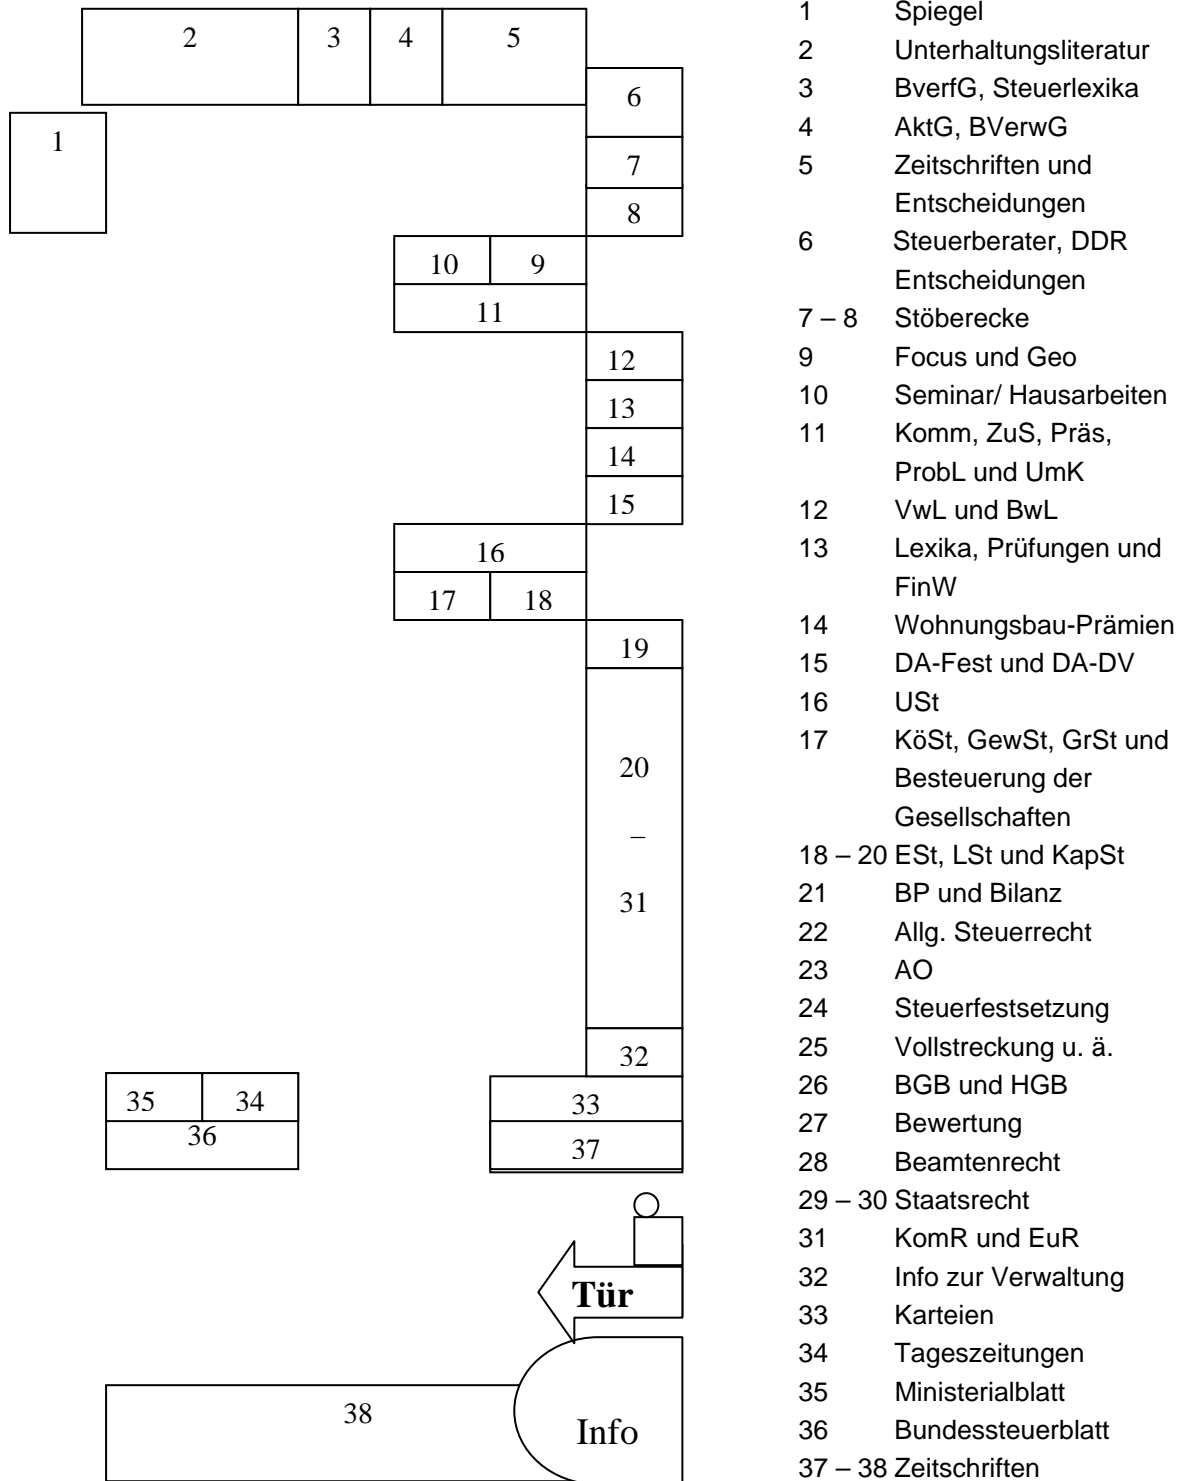 2 3 4 5
6
1
7
8
10 9
11
12
13
14
15
16
17 18
19
20
–
31
32
35 34
36
33
37
Tür
38
Info
1 Spiegel
2 Unterhaltungsliteratur
3 BverfG, Steuerlexika
4 AktG, BVerwG
5 Zeitschriften und
Entscheidungen
6 Steuerberater, DDR
Entscheidungen
7 – 8 Stöberecke
9 Focus und Geo
10 Seminar/ Hausarbeiten
11 Komm, ZuS, Präs,
ProbL und UmK
12 VwL und BwL
13 Lexika, Prüfungen und
FinW
14 Wohnungsbau-Prämien
15 DA-Fest und DA-DV
16 USt
17 KöSt, GewSt, GrSt und
Besteuerung der
Gesellschaften
18 – 20 ESt, LSt und KapSt
21 BP und Bilanz
22 Allg. Steuerrecht
23 AO
24 Steuerfestsetzung
25 Vollstreckung u. ä.
26 BGB und HGB
27 Bewertung
28 Beamtenrecht
29 – 30 Staatsrecht
31 KomR und EuR
32 Info zur Verwaltung
33 Karteien
34 Tageszeitungen
35 Ministerialblatt
36 Bundessteuerblatt
37 – 38 Zeitschriften